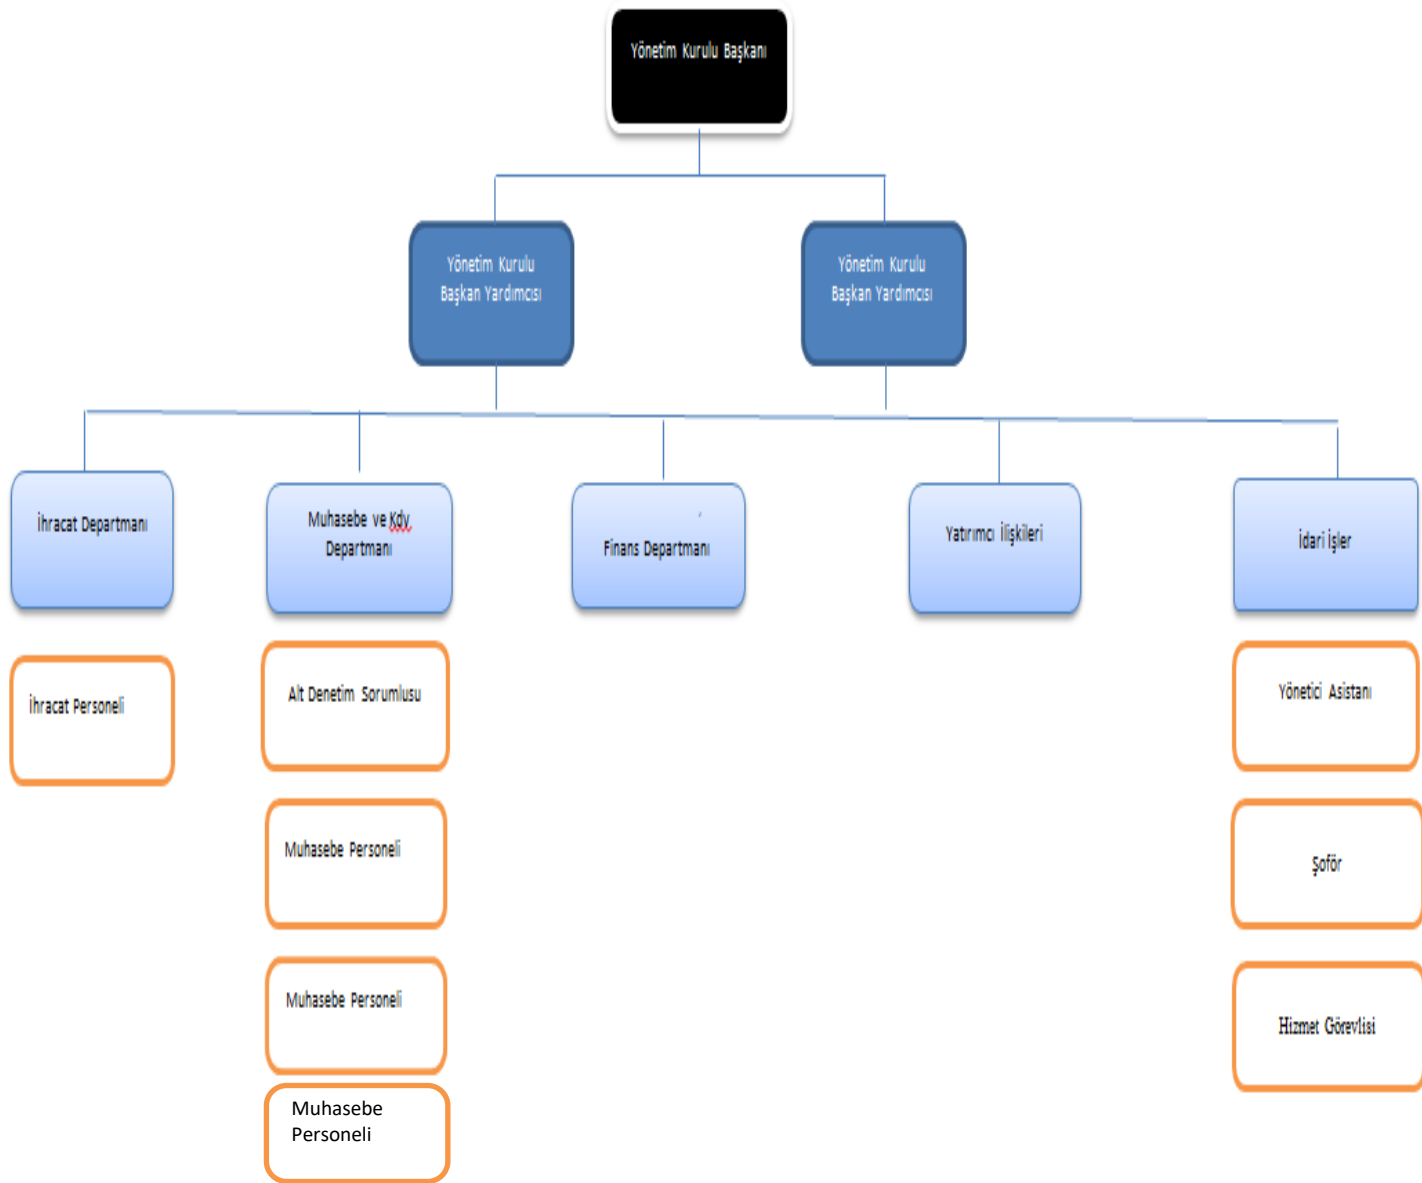 Yönetim Kurulu Başkanı
Yönetim Kurulu
Başkan Yardımcısı
Yönetim Kurulu
Başkan Yardımcısı
İhracat Departmanı
Muhasebe ve Kdv
Departmanı
Finans Departmanı
Yatırımcı İlişkileri
İdari İşler
İhracat Personeli
Alt Denetim Sorumlusu
Yönetici Asistanı
Muhasebe Personeli
Şoför
Muhasebe Personeli
Hizmet Görevlisi
Muhasebe
Personeli